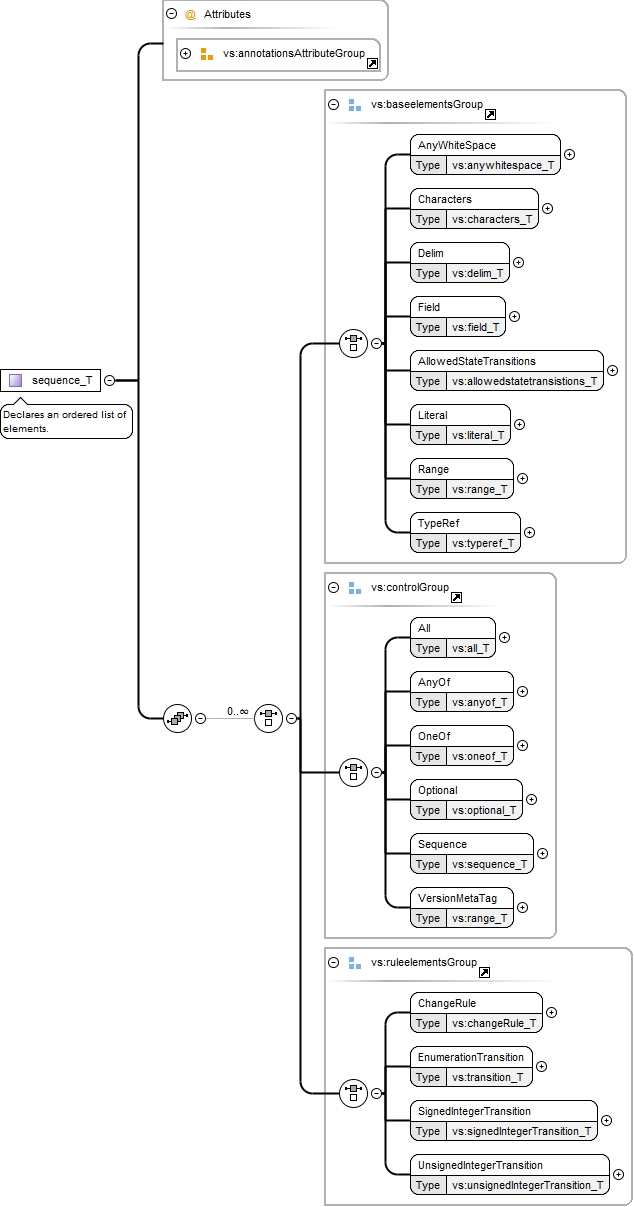 Attributes
vs:annotationsAttributeGroup
vs:baseelementsGroup
AnyWhiteSpace
Type vs:anywhitespace_T
Characters
Type vs:characters_T
Delim
Type vs:delim_T
Field
Type vs:field_T
AllowedStateTransitions
Type vs:allowedstatetransistions_T
Literal
Type vs:literal_T
Range
Type vs:range_T
TypeRef
Type vs:typeref_T
sequence_T
Declares an ordered list of
elements.
vs:controlGroup
All
Type vs:all_T
AnyOf
Type vs:anyof_T
0..∞
OneOf
Type vs:oneof_T
Optional
Type vs:optional_T
Sequence
Type vs:sequence_T
VersionMetaTag
Type vs:range_T
vs:ruleelementsGroup
ChangeRule
Type vs:changeRule_T
EnumerationTransition
Type vs:transition_T
SignedIntegerTransition
Type vs:signedIntegerTransition_T
UnsignedIntegerTransition
Type vs:unsignedIntegerTransition_T